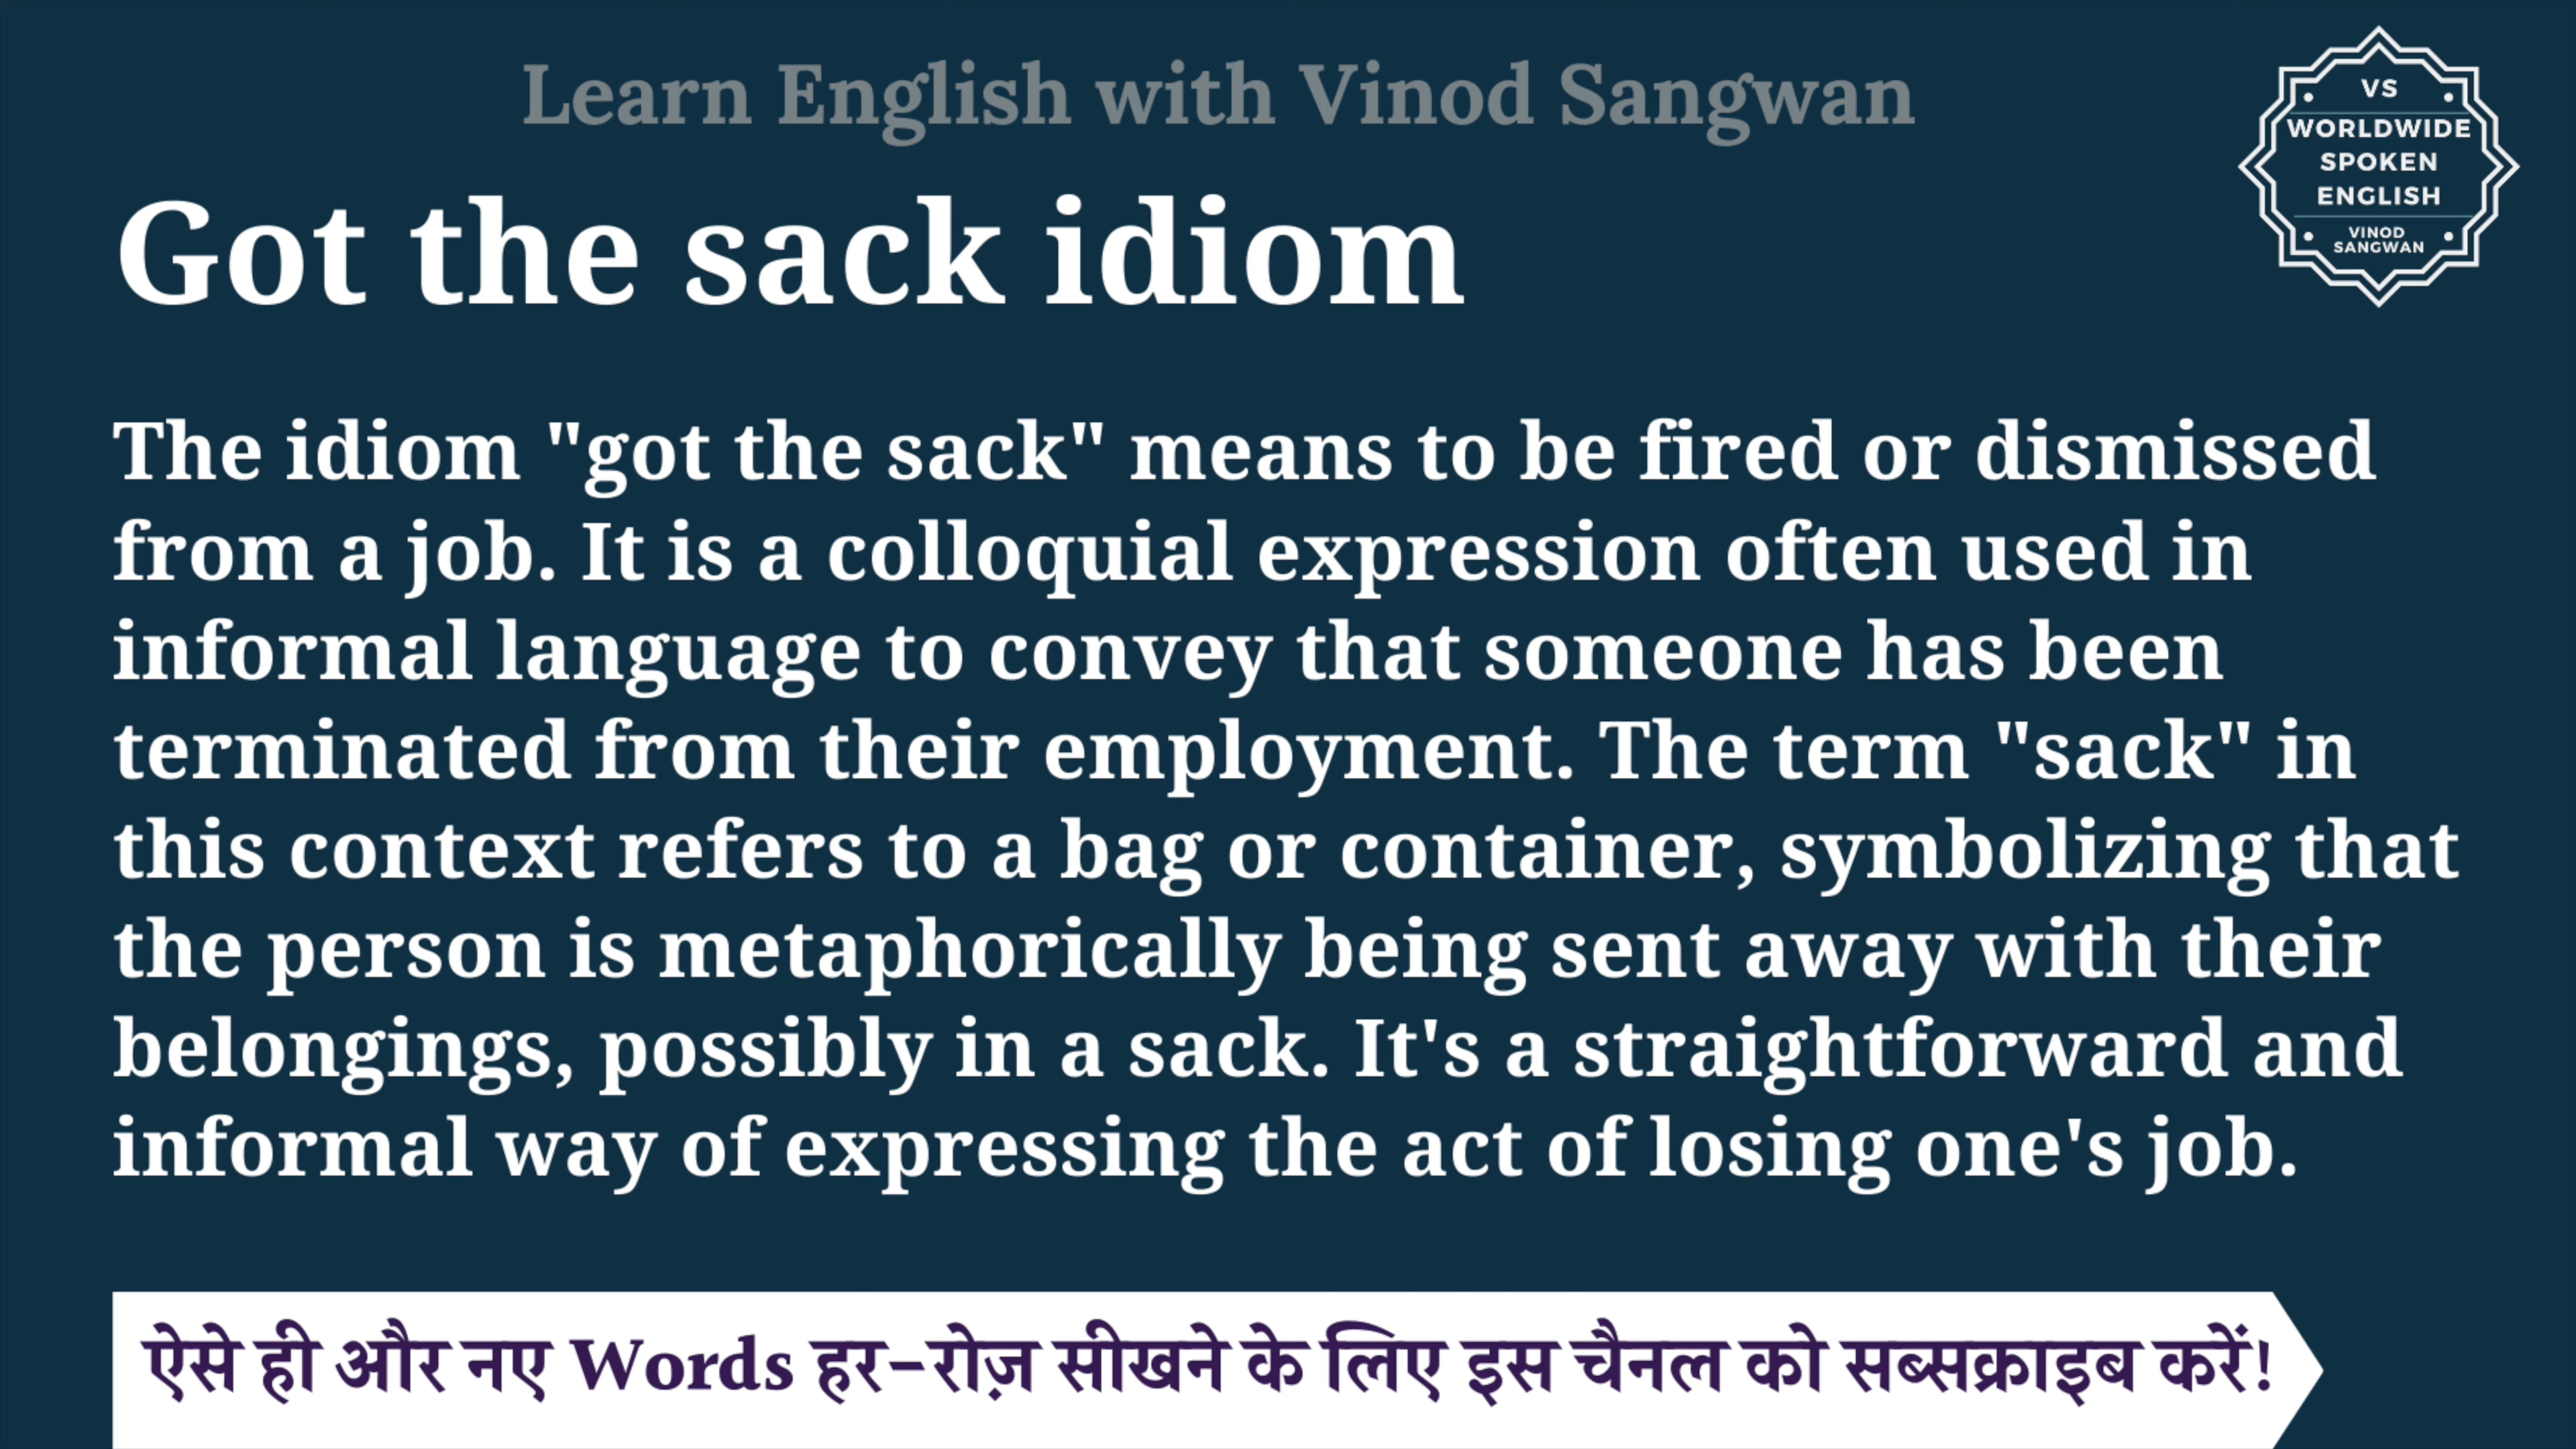 Learn English with Vinod Sangwan
VS
WORLDWIDE
SPOKEN
ENGLISH
VINOD
SANGWAN
Got the sack idiom
The idiom "got the sack" means to be fired or dismissed
from a job. It is a colloquial expression often used in
informal language to convey that someone has been
terminated from their employment. The term "sack" in
this context refers to a bag or container, symbolizing that
the person is metaphorically being sent away with their
belongings, possibly in a sack. It's a straightforward and
informal way of expressing the act of losing one's job.
ऐसे ही और नए Words हर-रोज़ सीखने के लिए इस चैनल को सब्सक्राइब करें!